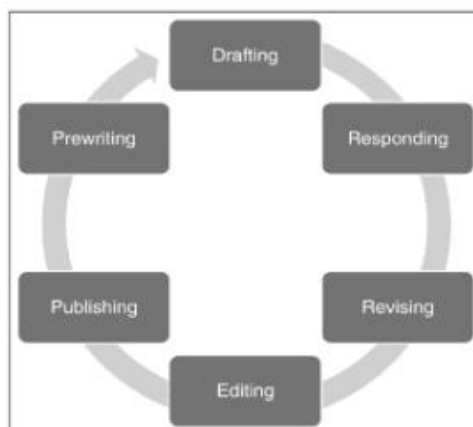 Drafting
Prewriting
Responding
Publishing
Revising
Editing